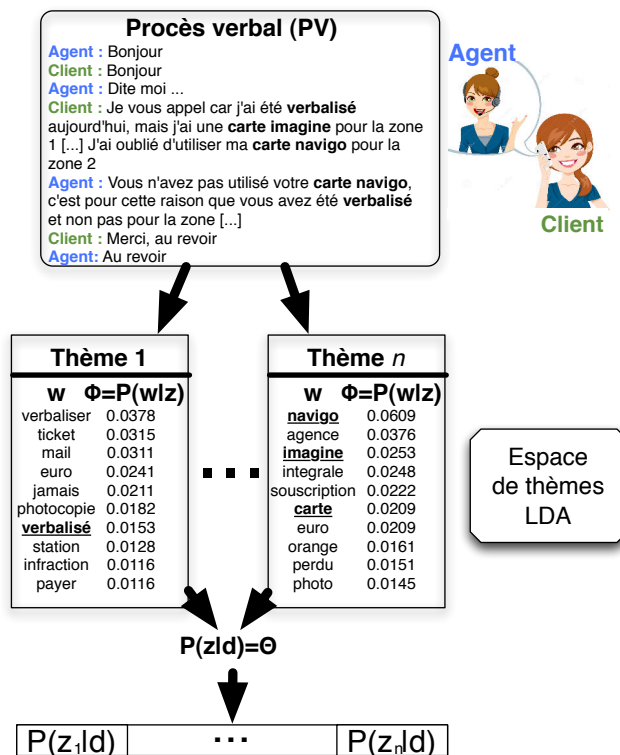 Procès verbal (PV)
Agent : Bonjour
Client : Bonjour
Agent : Dite moi ...
Client : Je vous appel car j'ai été verbalisé
aujourd'hui, mais j'ai une carte imagine pour la zone
1 [...] J'ai oublié d'utiliser ma carte navigo pour la
zone 2
Agent : Vous n'avez pas utilisé votre carte navigo,
c'est pour cette raison que vous avez été verbalisé
et non pas pour la zone [...]
Client : Merci, au revoir
Agent: Au revoir
Agent
Client
Thème 1
w Φ=P(w|z)
verbaliser 0.0378
ticket 0.0315
mail 0.0311
euro 0.0241
jamais 0.0211
photocopie 0.0182
verbalisé 0.0153
station 0.0128
infraction 0.0116
payer 0.0116
...
Thème n
w Φ=P(w|z)
navigo 0.0609
agence 0.0376
imagine 0.0253
integrale 0.0248
souscription 0.0222
carte 0.0209
euro 0.0209
orange 0.0161
perdu 0.0151
photo 0.0145
Espace
de thèmes
LDA
P(z|d)=Θ
P(z₁|d) ... P(zₙ|d)